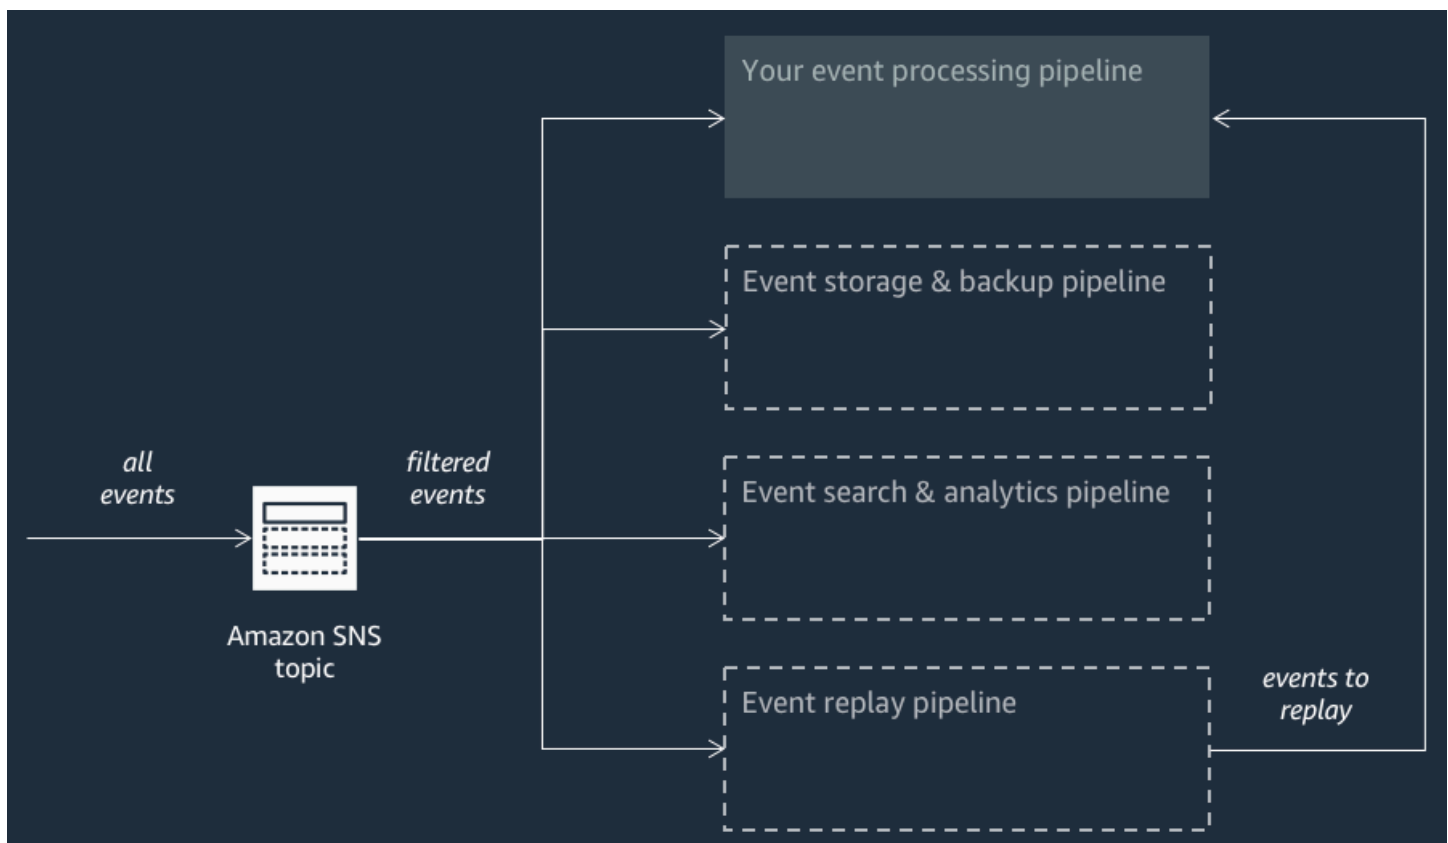 Your event processing pipeline
Event storage & backup pipeline
all
events
filtered
events
Event search & analytics pipeline
Amazon SNS
topic
Event replay pipeline
events to
replay